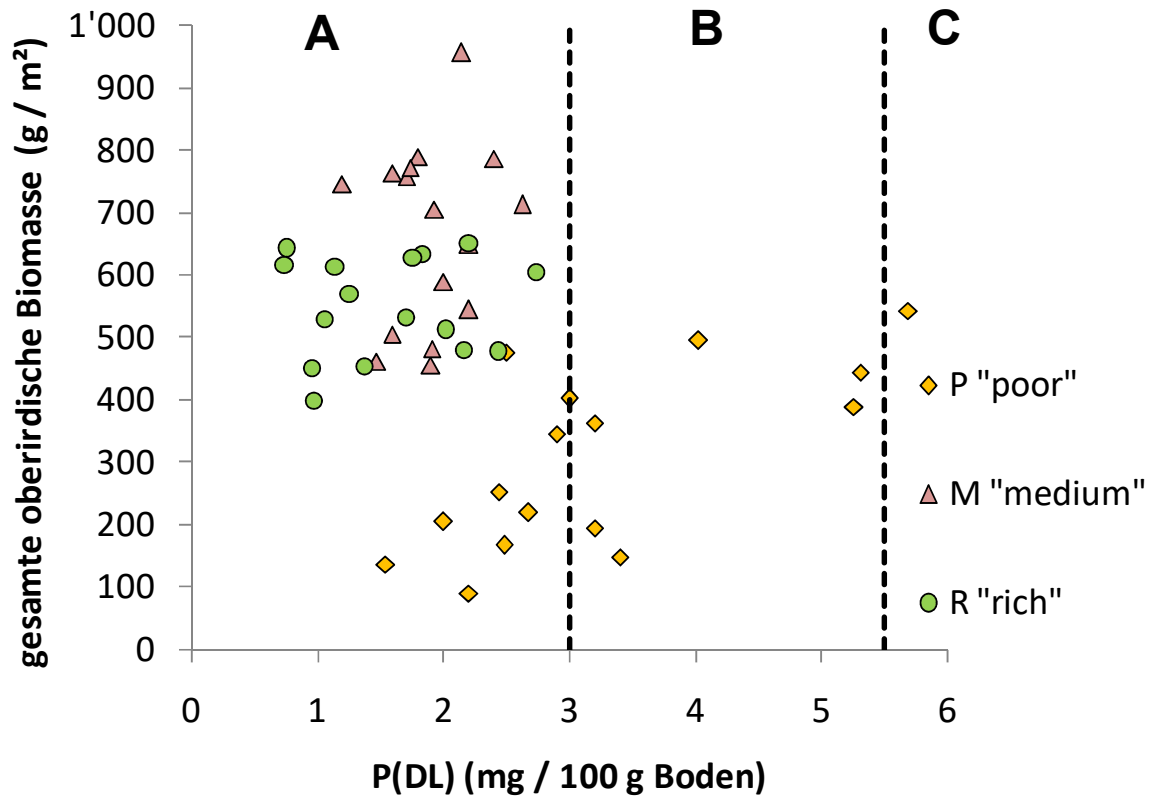 A B C
gesamte oberirdische Biomasse (g / m²)
1'000
900
800
700
600
500
400
300
200
100
0
0 1 2 3 4 5 6
P(DL) (mg / 100 g Boden)
P "poor"
M "medium"
R "rich"